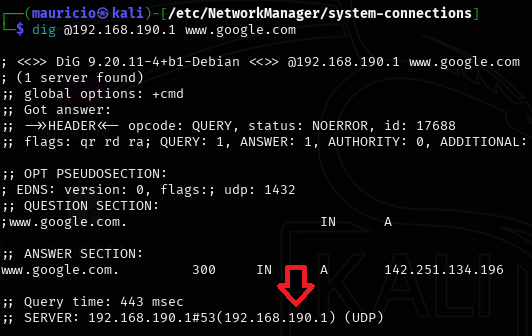 (mauricio㉿kali)-[/etc/NetworkManager/system-connections]
$ dig @192.168.190.1 www.google.com
; <<>> DiG 9.20.11-4+b1-Debian <<>> @192.168.190.1 www.google.com
; (1 server found)
;; global options: +cmd
;; Got answer:
;; ->>HEADER<<- opcode: QUERY, status: NOERROR, id: 17688
;; flags: qr rd ra; QUERY: 1, ANSWER: 1, AUTHORITY: 0, ADDITIONAL:
;; OPT PSEUDOSECTION:
; EDNS: version: 0, flags:; udp: 1432
;; QUESTION SECTION:
;www.google.com. IN A
;; ANSWER SECTION:
www.google.com. 300 IN A 142.251.134.196
;; Query time: 443 msec
;; SERVER: 192.168.190.1#53(192.168.190.1) (UDP)
KALI